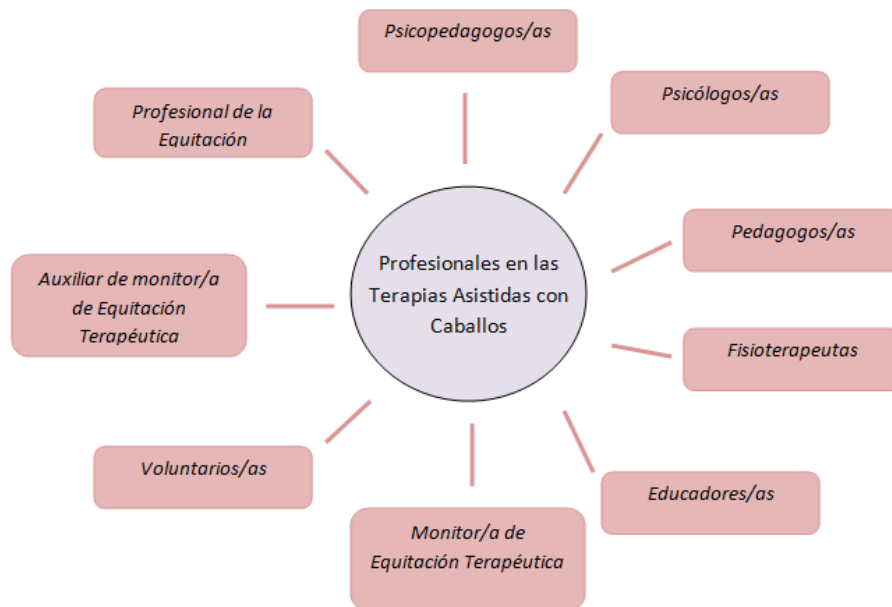 Psicopedagogos/as
Psicólogos/as
Profesional de la
Equitación
Pedagogos/as
Profesionales en las
Terapias Asistidas con
Caballos
Auxiliar de monitor/a
de Equitación
Terapéutica
Fisioterapeutas
Voluntarios/as
Educadores/as
Monitor/a de
Equitación Terapéutica